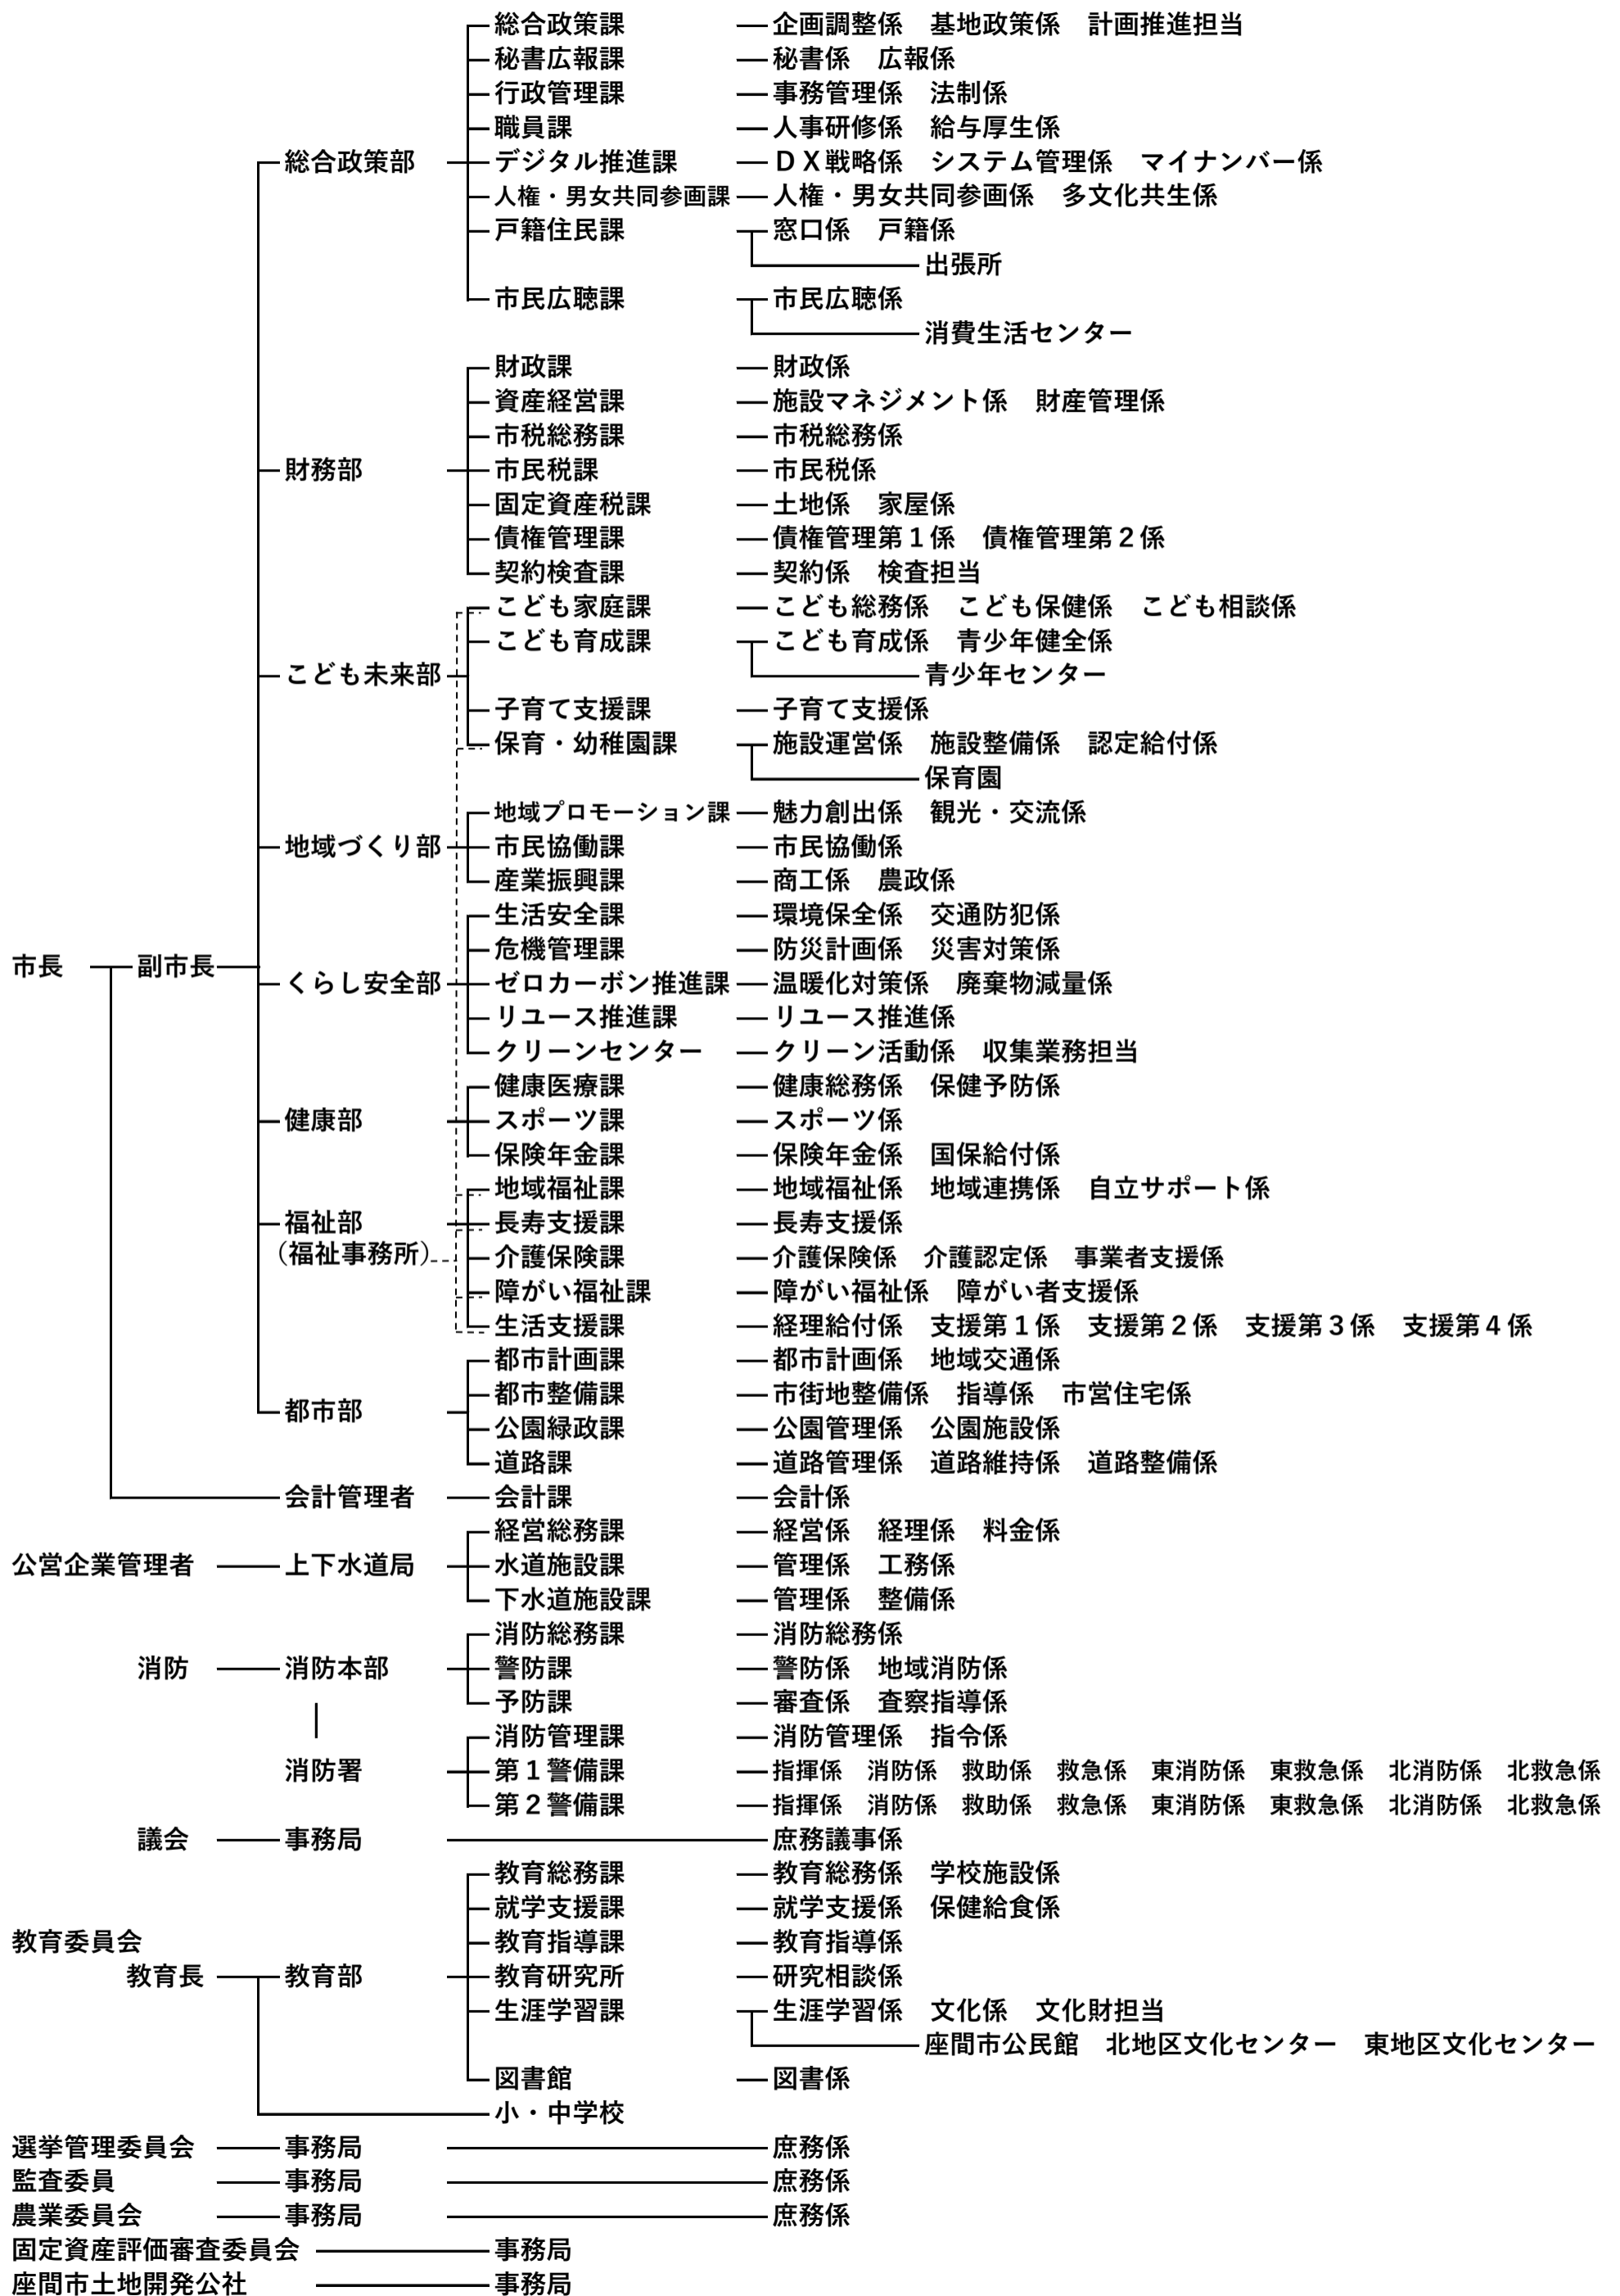 総合政策課 企画調整係 基地政策係 計画推進担当
秘書広報課 秘書係 広報係
行政管理課 事務管理係 法制係
職員課 人事研修係 給与厚生係
総合政策部 デジタル推進課 ＤＸ戦略係 システム管理係 マイナンバー係
人権・男女共同参画課 人権・男女共同参画係 多文化共生係
戸籍住民課 窓口係 戸籍係
出張所
市民広聴課 市民広聴係
消費生活センター
財政課 財政係
資産経営課 施設マネジメント係 財産管理係
市税総務課 市税総務係
財務部 市民税課 市民税係
固定資産税課 土地係 家屋係
債権管理課 債権管理第１係 債権管理第２係
契約検査課 契約係 検査担当
こども家庭課 こども総務係 こども保健係 こども相談係
こども育成課 こども育成係 青少年健全係
こども未来部 青少年センター
子育て支援課 子育て支援係
保育・幼稚園課 施設運営係 施設整備係 認定給付係
保育園
地域プロモーション課 魅力創出係 観光・交流係
地域づくり部 市民協働課 市民協働係
産業振興課 商工係 農政係
生活安全課 環境保全係 交通防犯係
危機管理課 防災計画係 災害対策係
市長 副市長
くらし安全部 ゼロカーボン推進課 温暖化対策係 廃棄物減量係
リユース推進課 リユース推進係
クリーンセンター クリーン活動係 収集業務担当
健康医療課 健康総務係 保健予防係
健康部 スポーツ課 スポーツ係
保険年金課 保険年金係 国保給付係
地域福祉課 地域福祉係 地域連携係 自立サポート係
福祉部 長寿支援課 長寿支援係
（福祉事務所） 介護保険課 介護保険係 介護認定係 事業者支援係
障がい福祉課 障がい福祉係 障がい者支援係
生活支援課 経理給付係 支援第１係 支援第２係 支援第３係 支援第４係
都市計画課 都市計画係 地域交通係
都市整備課 市街地整備係 指導係 市営住宅係
都市部
公園緑政課 公園管理係 公園施設係
道路課 道路管理係 道路維持係 道路整備係
会計管理者 会計課 会計係
経営総務課 経営係 経理係 料金係
公営企業管理者 上下水道局 水道施設課 管理係 工務係
下水道施設課 管理係 整備係
消防総務課 消防総務係
消防 消防本部 警防課 警防係 地域消防係
予防課 審査係 査察指導係
消防管理課 消防管理係 指令係
消防署 第１警備課 指揮係 消防係 救助係 救急係 東消防係 東救急係 北消防係 北救急係
第２警備課 指揮係 消防係 救助係 救急係 東消防係 東救急係 北消防係 北救急係
議会 事務局 庶務議事係
教育総務課 教育総務係 学校施設係
就学支援課 就学支援係 保健給食係
教育委員会 教育指導課 教育指導係
教育長 教育部 教育研究所 研究相談係
生涯学習課 生涯学習係 文化係 文化財担当
座間市公民館 北地区文化センター 東地区文化センター
図書館 図書係
小・中学校
選挙管理委員会 事務局 庶務係
監査委員 事務局 庶務係
農業委員会 事務局 庶務係
固定資産評価審査委員会 事務局
座間市土地開発公社 事務局